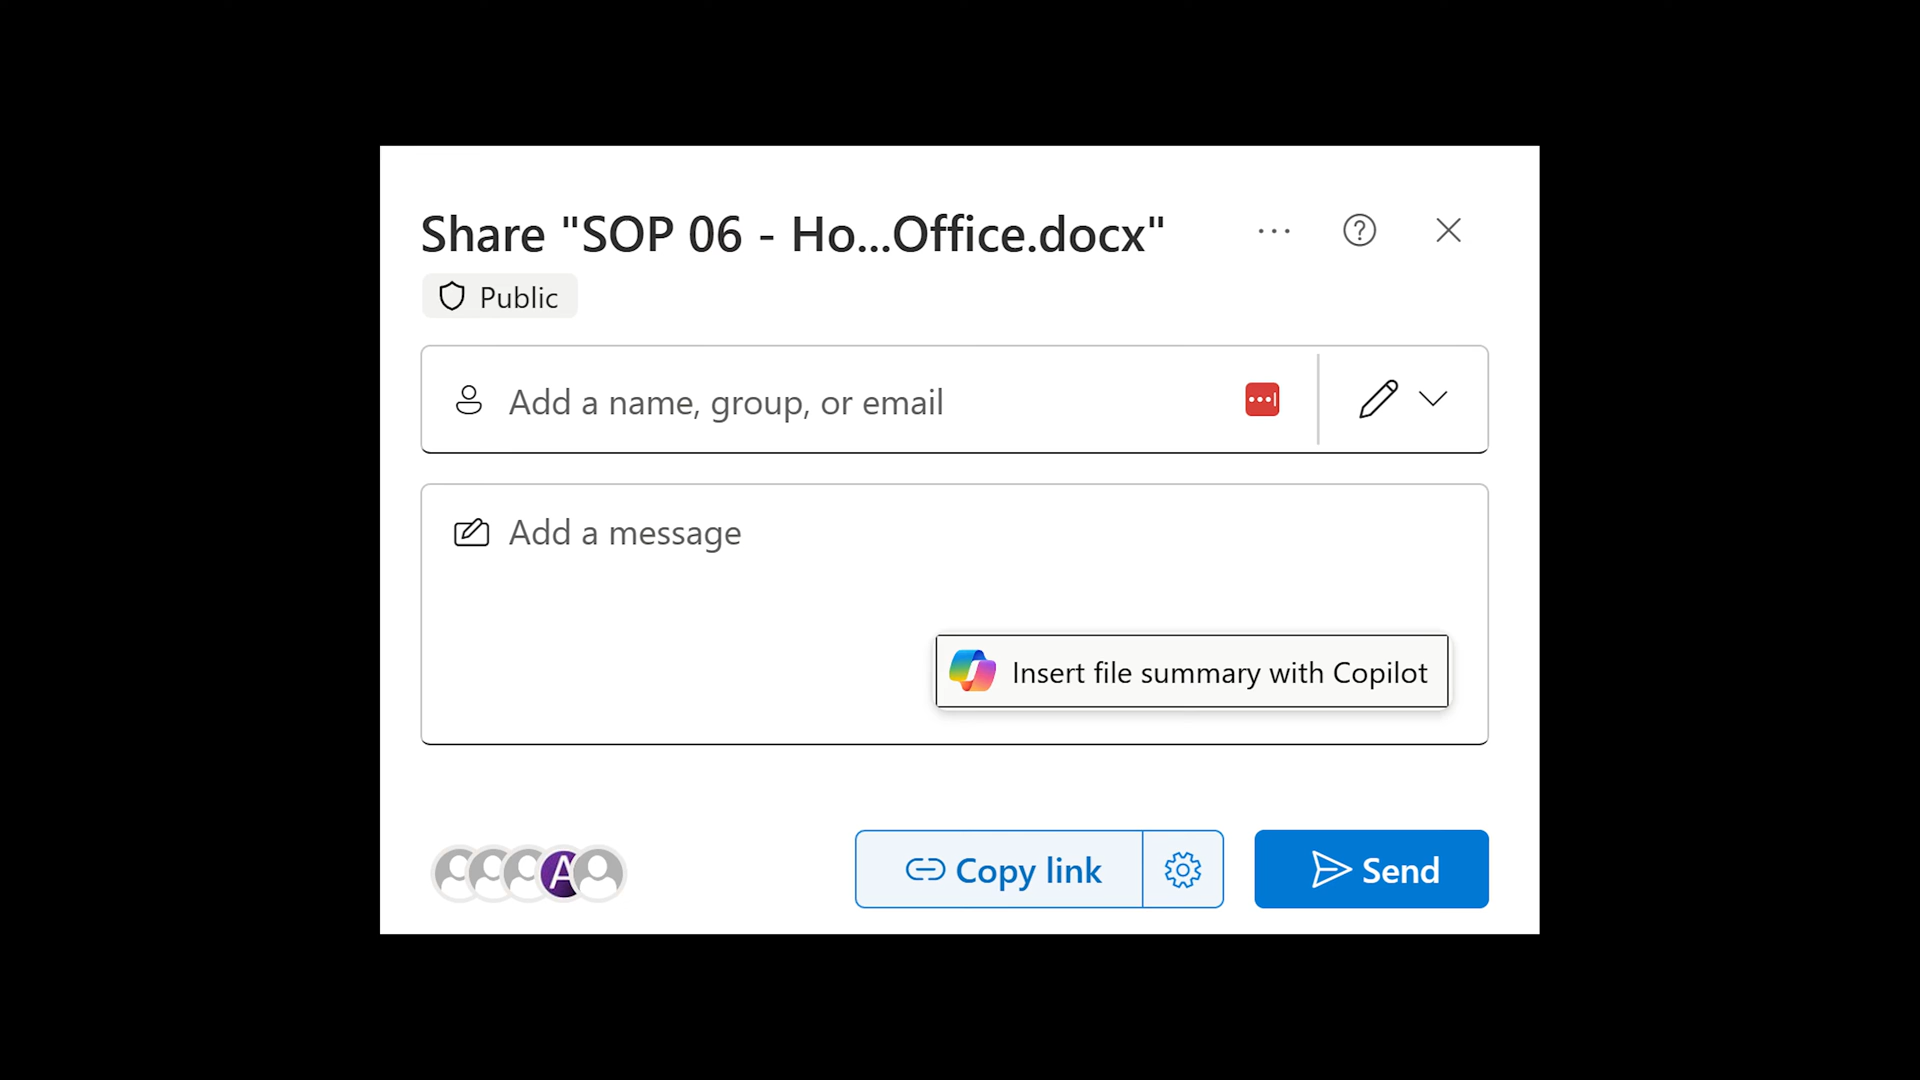 Share "SOP 06 - Ho...Office.docx"
Public
Add a name, group, or email
Add a message
Insert file summary with Copilot
A
Copy link
Send